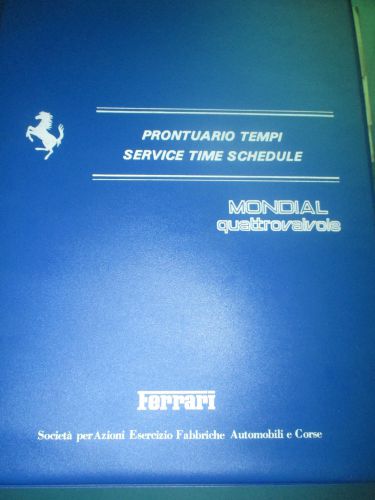 PRONTUARIO TEMPI
SERVICE TIME SCHEDULE
MONDIAL
quattrovalvole
Ferrari
Società per Azioni Esercizio Fabbriche Automobili e Corse